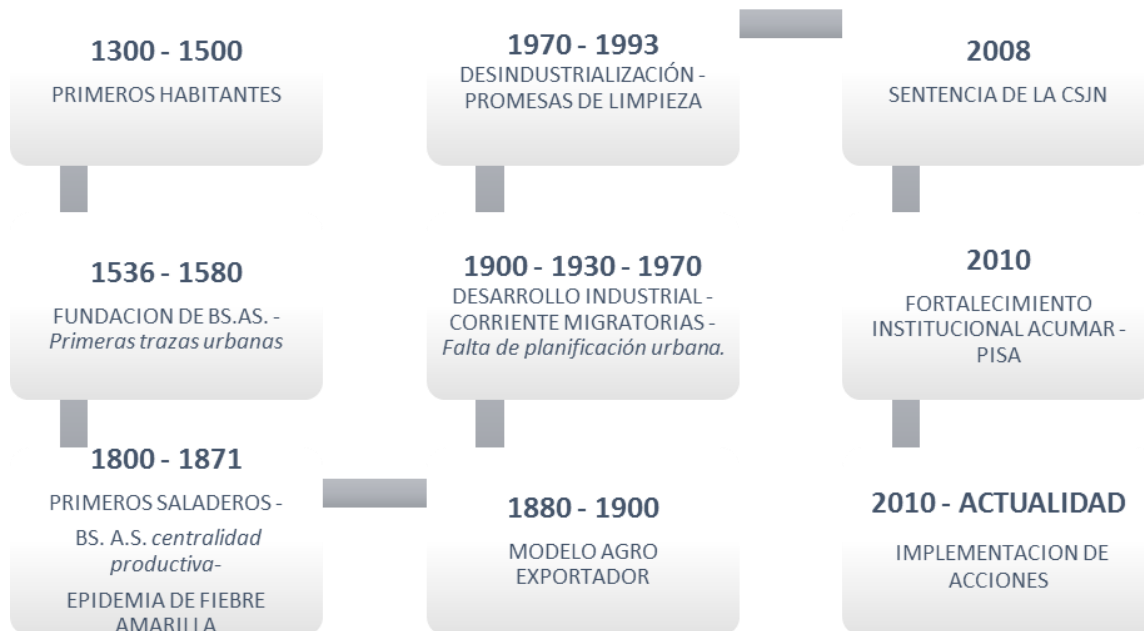 1300 - 1500
PRIMEROS HABITANTES
1536 - 1580
FUNDACION DE BS.AS. -
Primeras trazas urbanas
1800 - 1871
PRIMEROS SALADEROS -
BS. A.S. centralidad
productiva-
EPIDEMIA DE FIEBRE
AMARILLA
1880 - 1900
MODELO AGRO
EXPORTADOR
1900 - 1930 - 1970
DESARROLLO INDUSTRIAL -
CORRIENTE MIGRATORIAS -
Falta de planificación urbana.
1970 - 1993
DESINDUSTRIALIZACIÓN -
PROMESAS DE LIMPIEZA
2008
SENTENCIA DE LA CSJN
2010
FORTALECIMIENTO
INSTITUCIONAL ACUMAR -
PISA
2010 - ACTUALIDAD
IMPLEMENTACION DE
ACCIONES